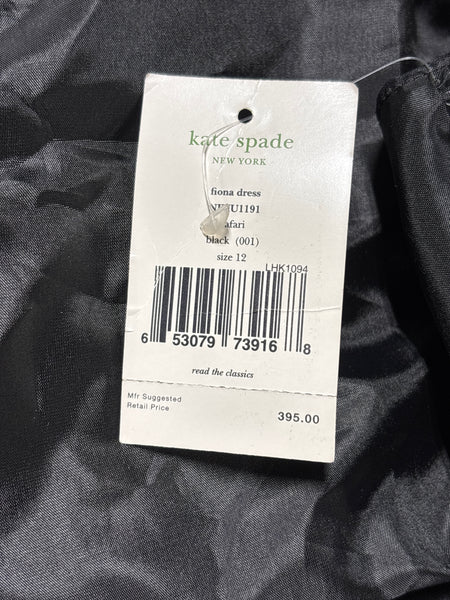 kate spade
NEW YORK
fiona dress
U1191
black (001)
size 12
LHK1094
6 53079 73916 8
read the classics
Mfr Suggested
Retail Price
395.00